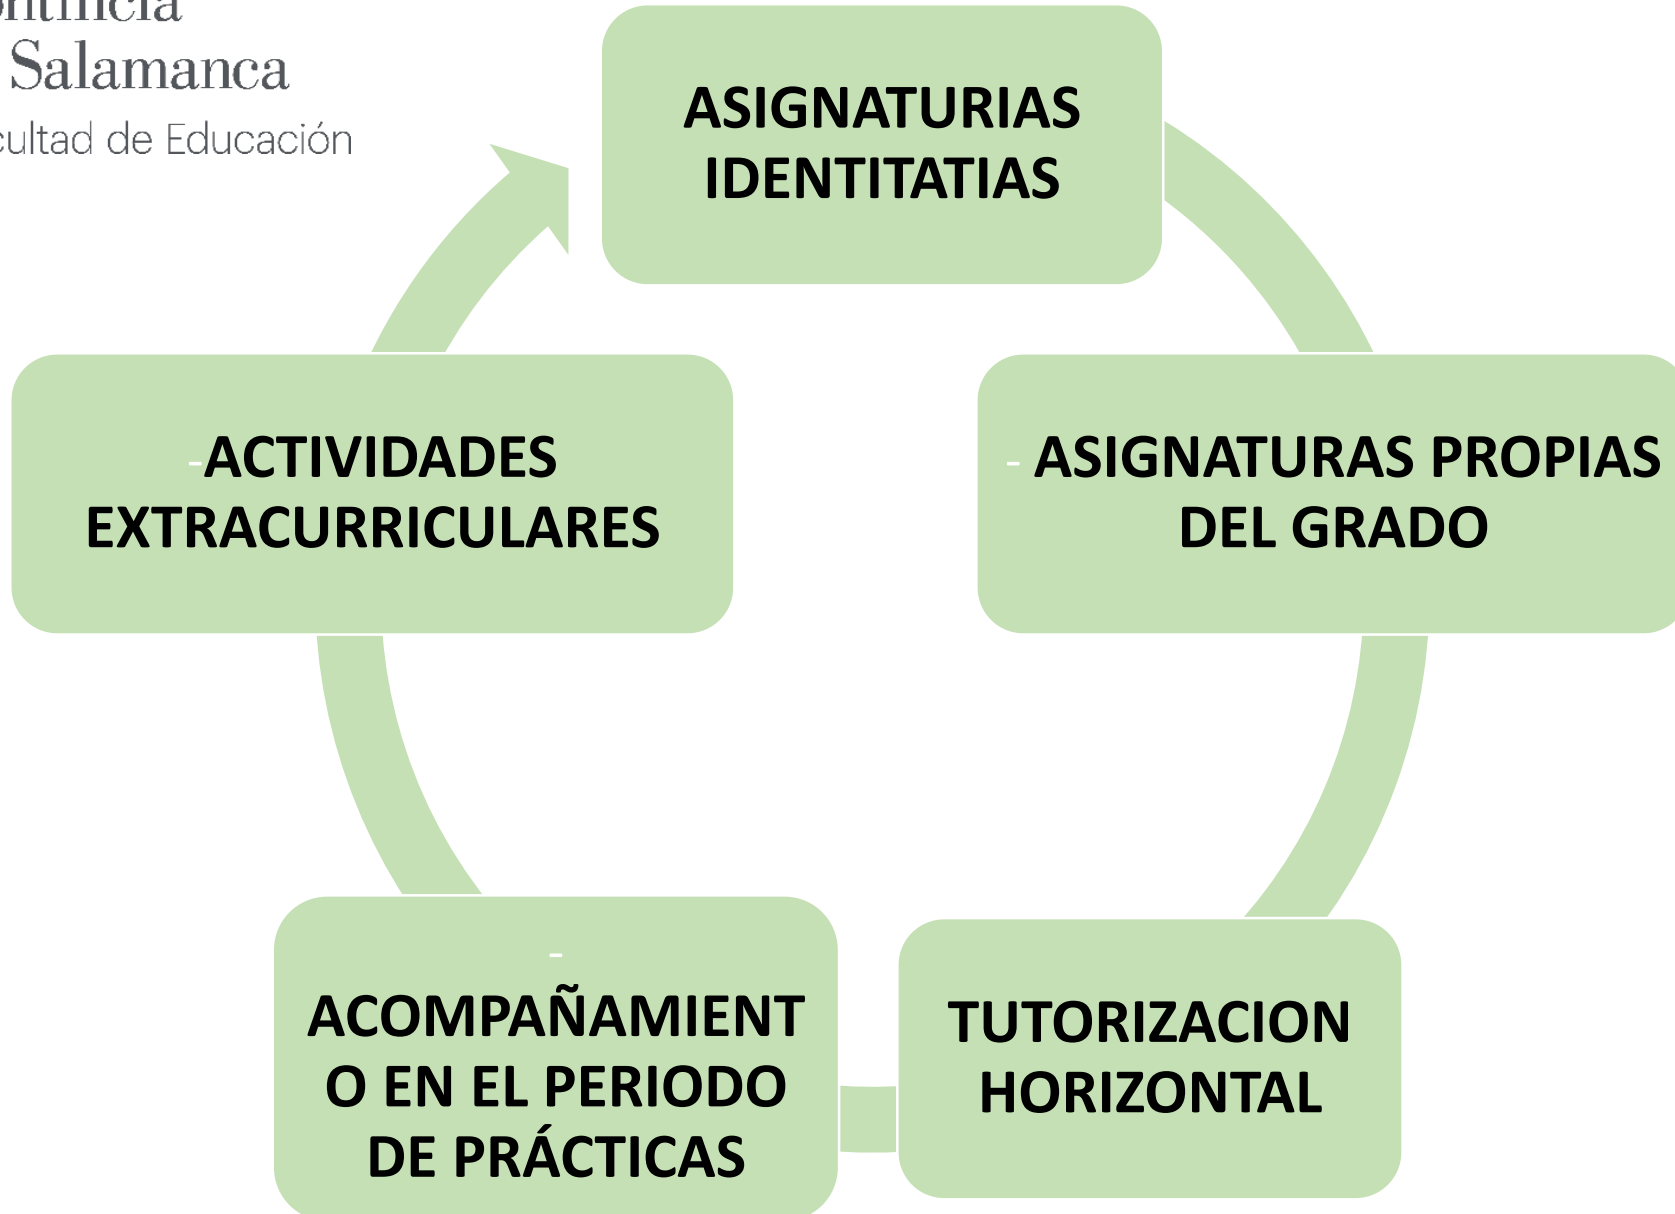 Salamanca
de Educación
ASIGNATURIAS
IDENTITATIAS
- ASIGNATURAS PROPIAS
DEL GRADO
TUTORIZACION
HORIZONTAL
-
ACOMPAÑAMIENT
O EN EL PERIODO
DE PRÁCTICAS
-ACTIVIDADES
EXTRACURRICULARES